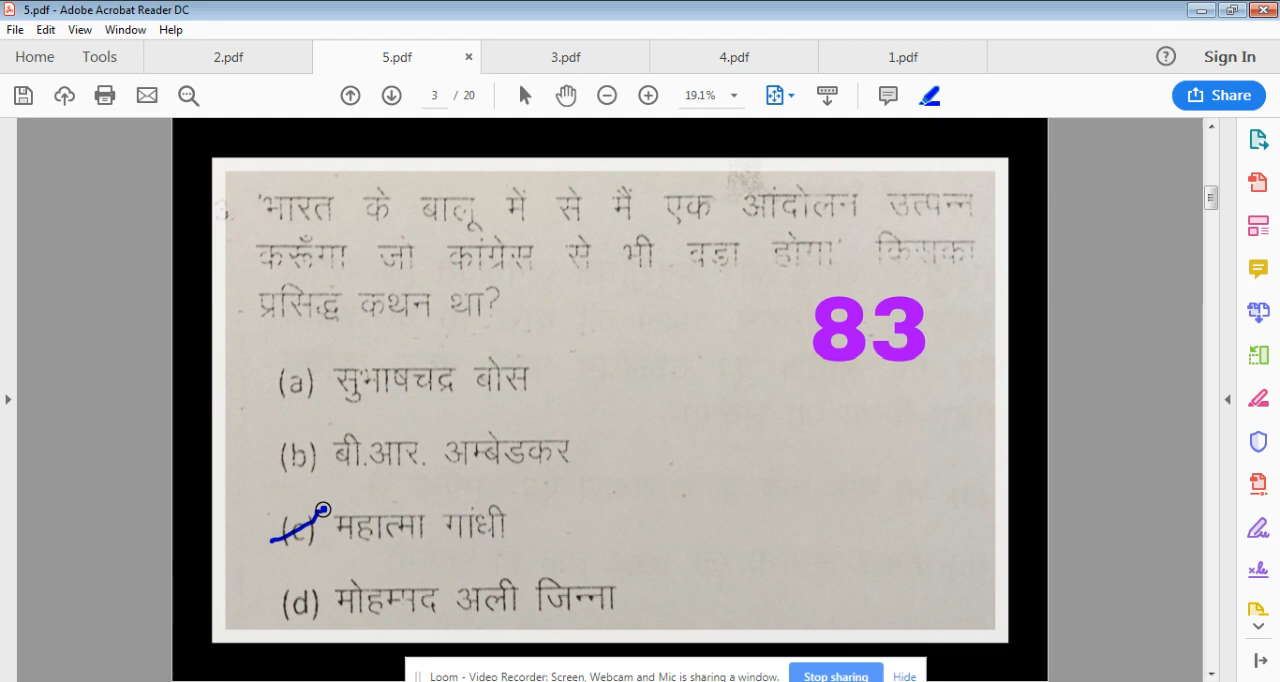 5.pdf - Adobe Acrobat Reader DC
File Edit View Window Help
Home Tools 2.pdf 5.pdf × 3.pdf 4.pdf 1.pdf ? Sign In
3 / 20 19.1% Share
3. 'भारत के बालू में से मैं एक आंदोलन उत्पन्न
करूँगा जो कांग्रेस से भी बड़ा होगा' किसका
प्रसिद्ध कथन था?
83
(a) सुभाषचद्र बोस
(b) बी.आर. अम्बेडकर
(c) महात्मा गांधी
(d) मोहम्मद अली जिन्ना
Loom - Video Recorder: Screen, Webcam and Mic is sharing a window. Stop sharing Hide